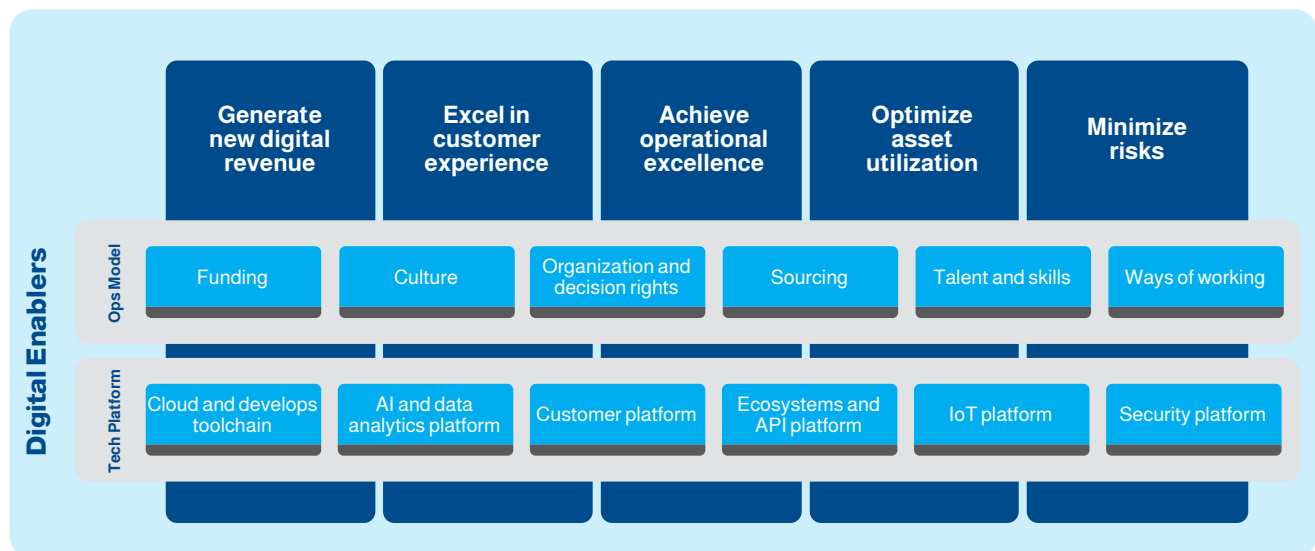 Generate
new digital
revenue
Excel in
customer
experience
Achieve
operational
excellence
Optimize
asset
utilization
Minimize
risks
Digital Enablers
Ops Model
Funding
Culture
Organization and
decision rights
Sourcing
Talent and skills
Ways of working
Tech Platform
Cloud and develops
toolchain
AI and data
analytics platform
Customer platform
Ecosystems and
API platform
IoT platform
Security platform